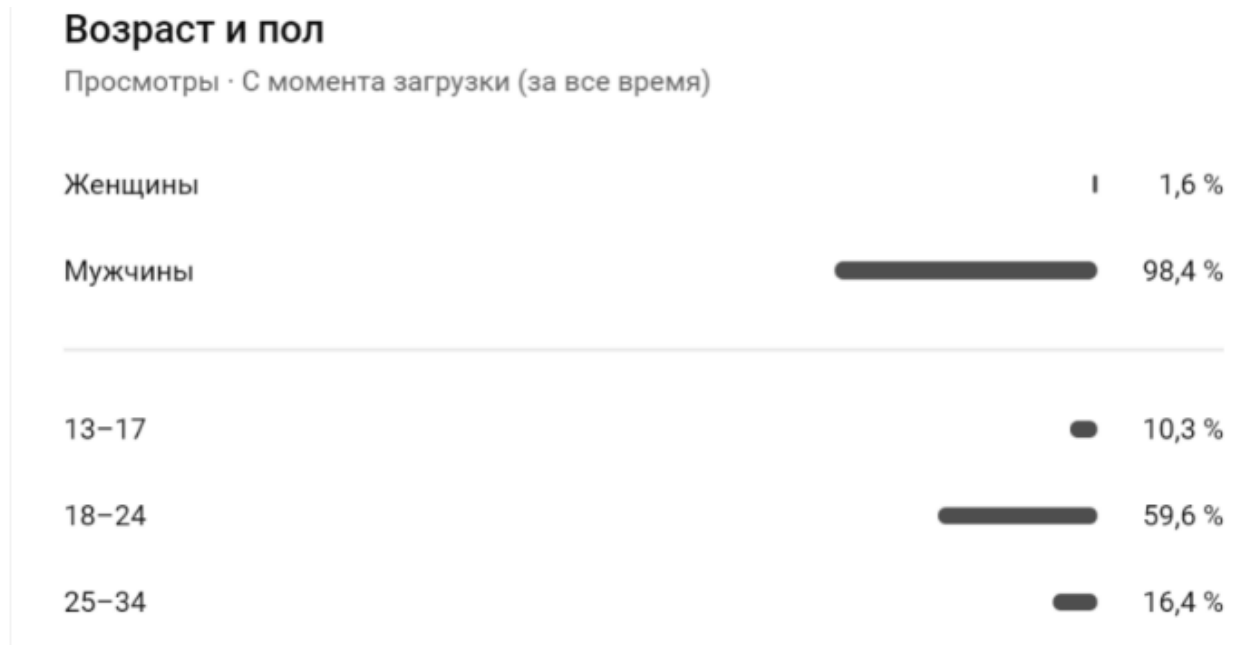 Возраст и пол
Просмотры · С момента загрузки (за все время)
Женщины 1,6 %
Мужчины 98,4 %
13–17 10,3 %
18–24 59,6 %
25–34 16,4 %